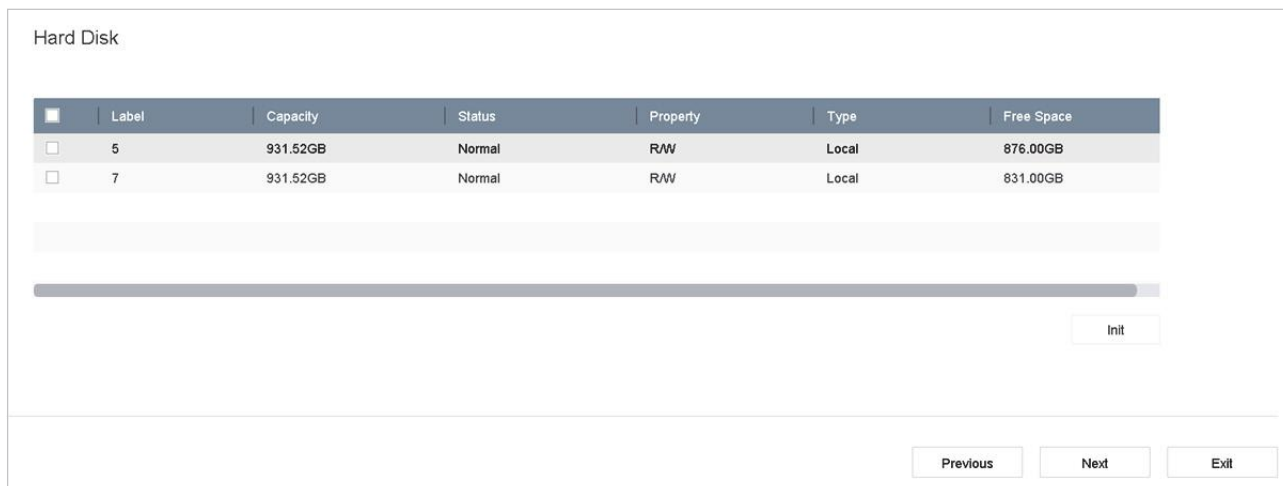 Hard Disk
Label Capacity Status Property Type Free Space
5 931.52GB Normal R/W Local 876.00GB
7 931.52GB Normal R/W Local 831.00GB
Init
Previous Next Exit